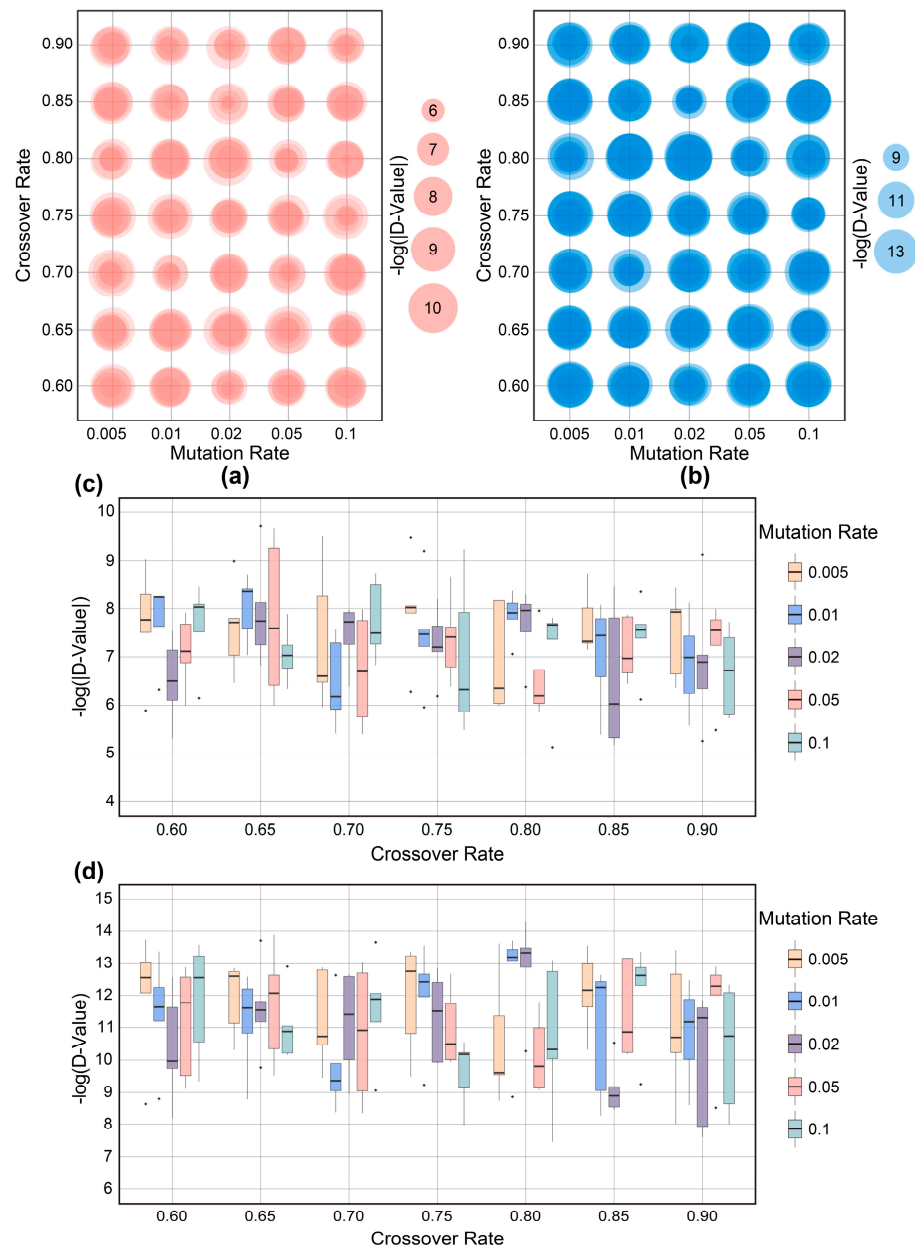 0.90
0.85
0.80
0.75
0.70
0.65
0.60
Crossover Rate
0.005 0.01 0.02 0.05 0.1
Mutation Rate
(a)
-log(|D-Value|)
6
7
8
9
10
0.90
0.85
0.80
0.75
0.70
0.65
0.60
Crossover Rate
0.005 0.01 0.02 0.05 0.1
Mutation Rate
(b)
-log(D-Value)
9
11
13
(c)
10
9
8
7
6
5
4
-log(|D-Value|)
0.60 0.65 0.70 0.75 0.80 0.85 0.90
Crossover Rate
Mutation Rate
0.005
0.01
0.02
0.05
0.1
(d)
15
14
13
12
11
10
9
8
7
6
-log(D-Value)
0.60 0.65 0.70 0.75 0.80 0.85 0.90
Crossover Rate
Mutation Rate
0.005
0.01
0.02
0.05
0.1